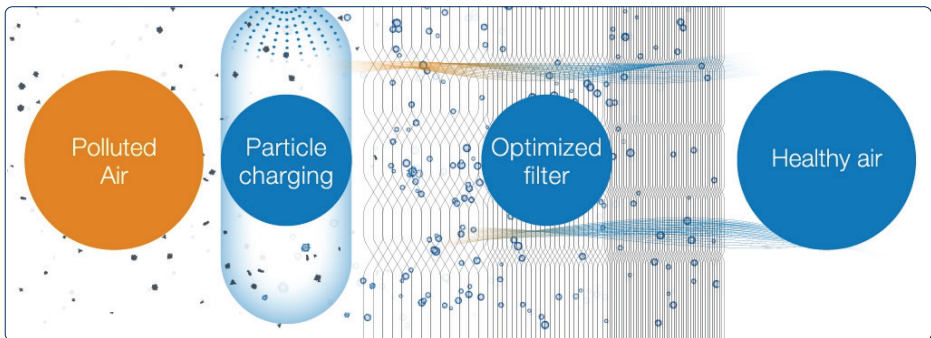 Polluted
Air
Particle
charging
Optimized
filter
Healthy air